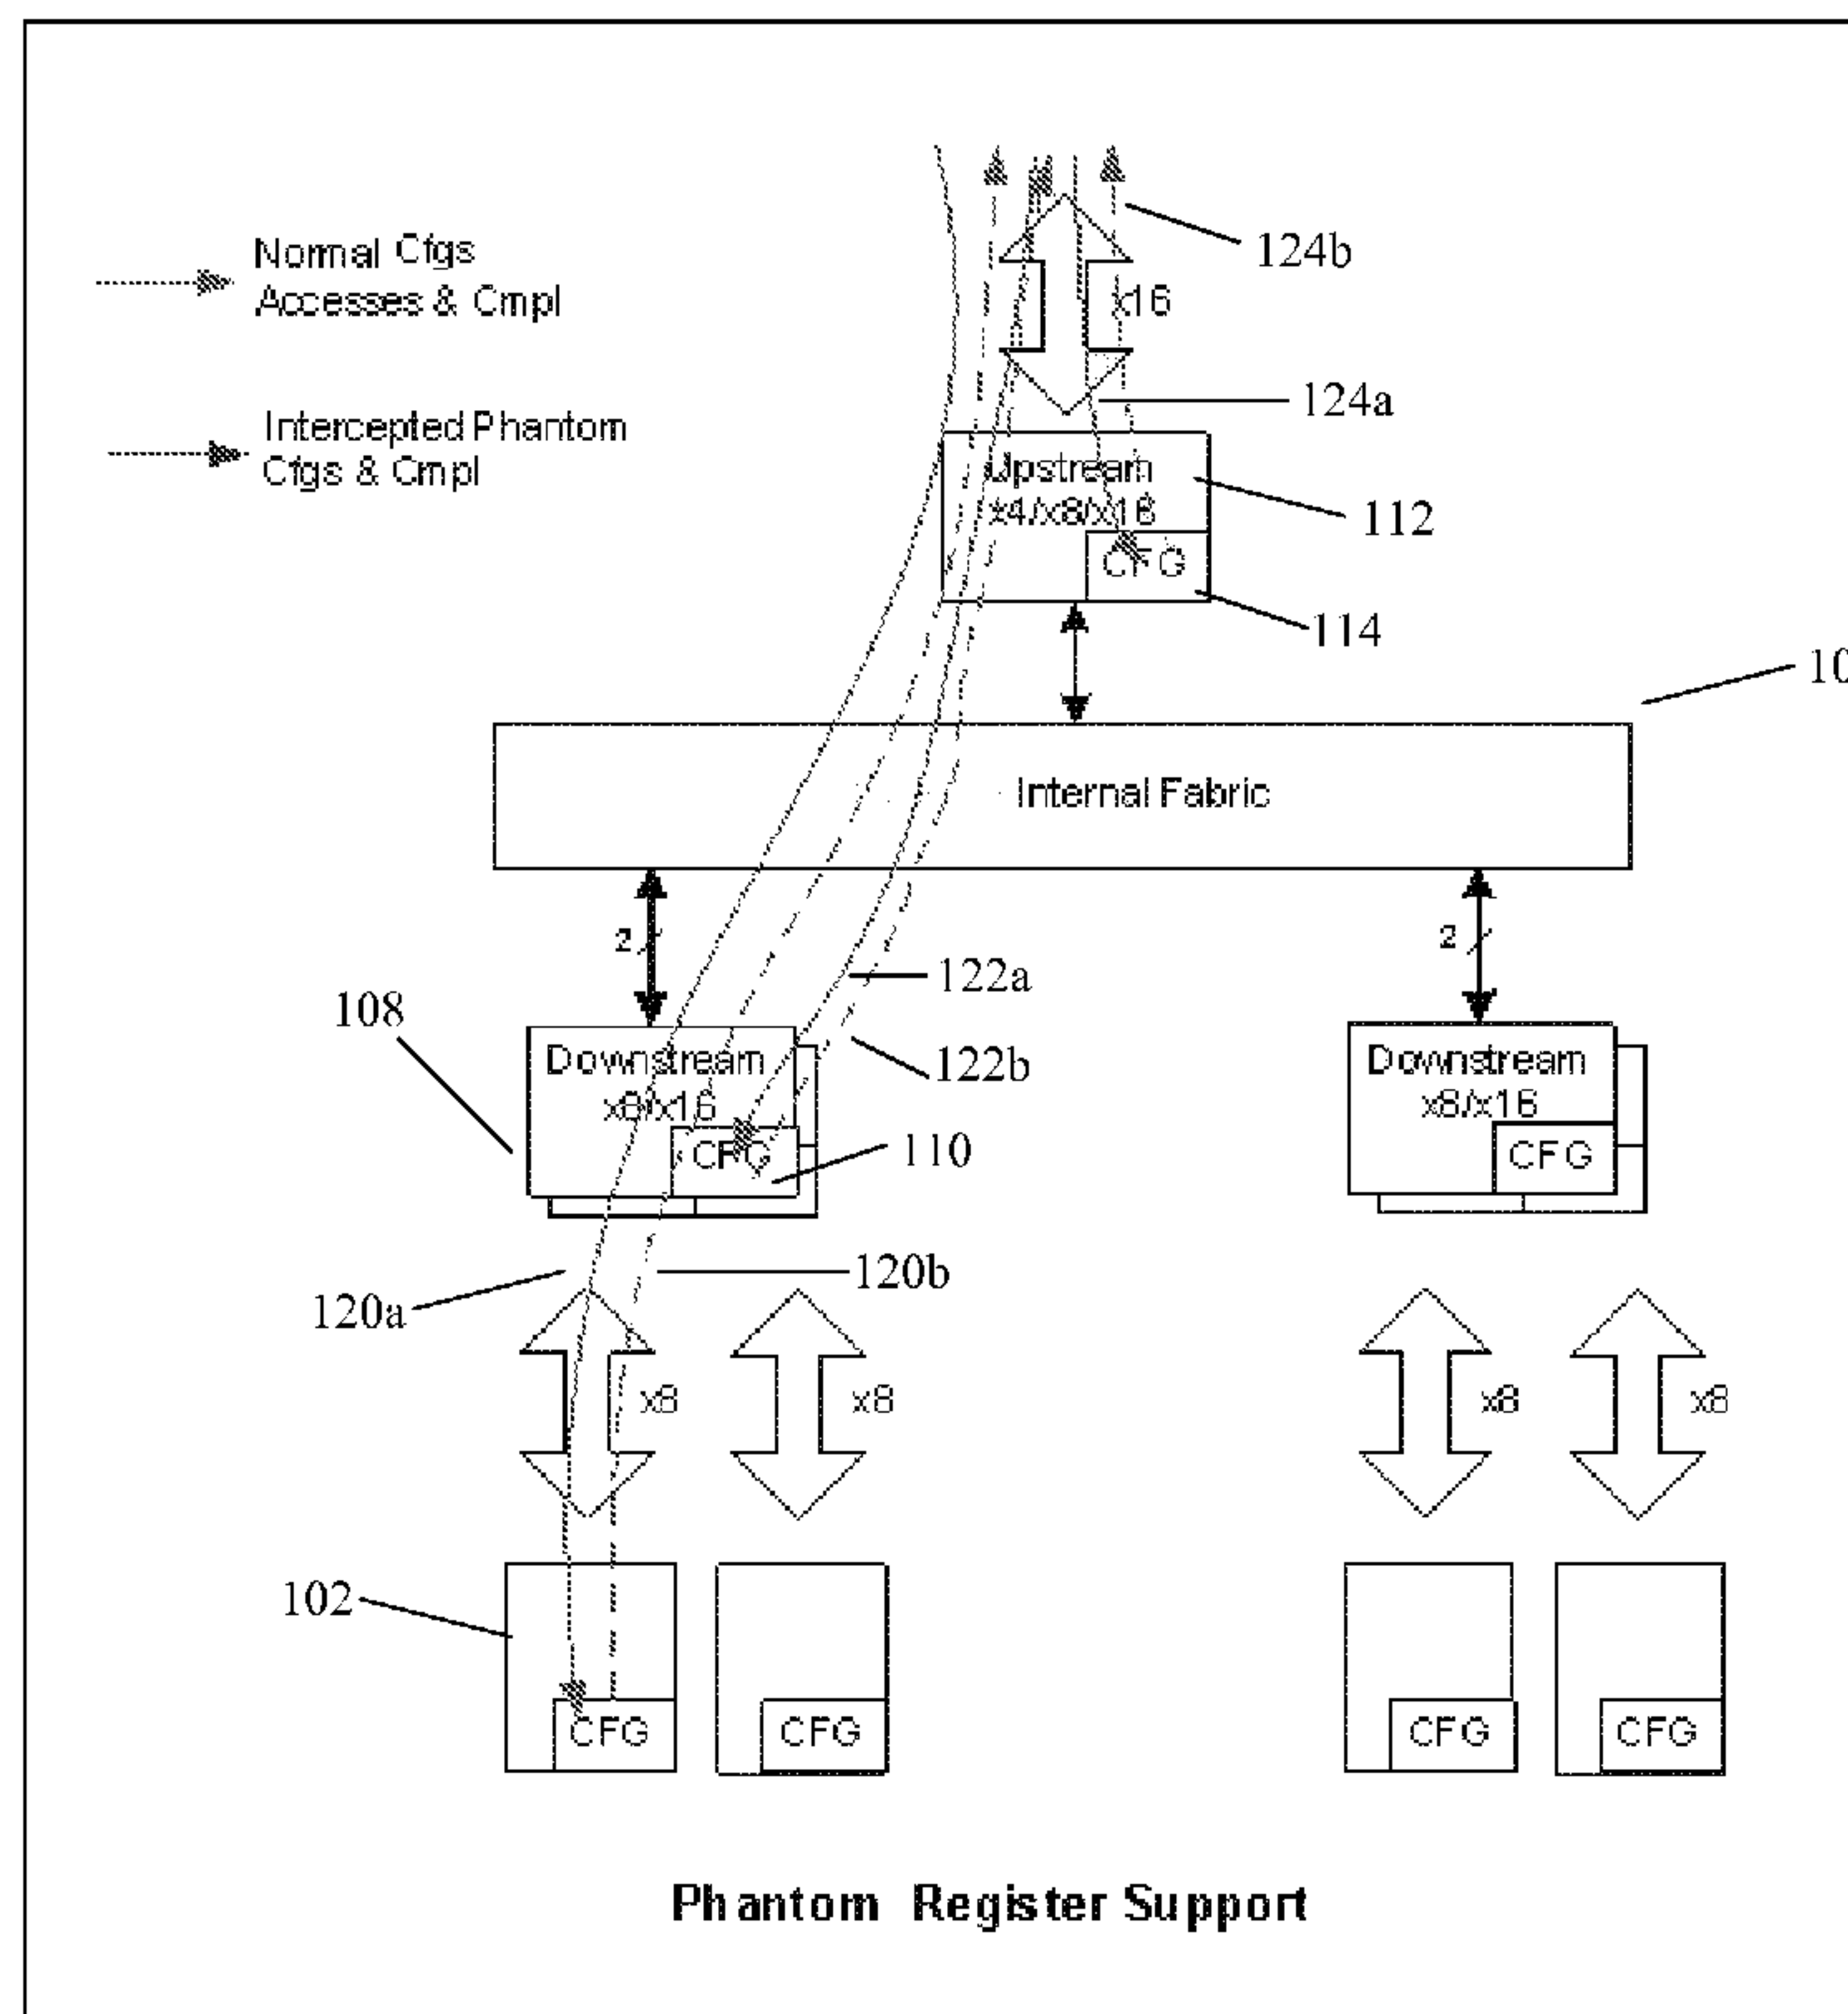 Normal Cfgs
Accesses & Cmpl
Intercepted Phantom
Cfgs & Cmpl
124b
x16
124a
Upstream
x4/x8/x16
112
CFG
114
Internal Fabric
2
2
122a
108
122b
Downstream
x8/x16
CFG
110
Downstream
x8/x16
CFG
120b
120a
x8
x8
x8
x8
102
CFG
CFG
CFG
CFG
Phantom Register Support